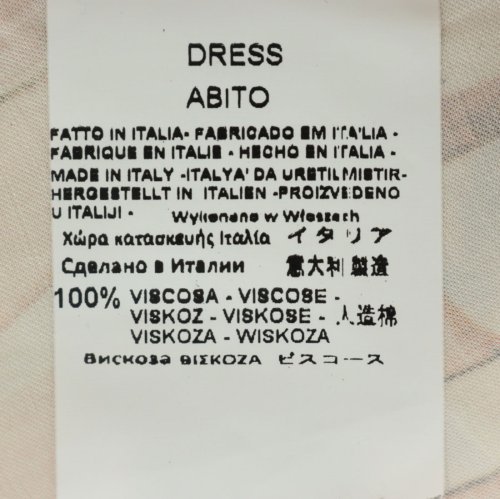 DRESS
ABITO
FATTO IN ITALIA- FABRICADO EM ITALIA -
FABRIQUE EN ITALIE - HECHO EN ITALIA -
MADE IN ITALY -ITALYA' DA URETILMISTIR-
HERGESTELLT IN ITALIEN -PROIZVEDENO
U ITALIJI - Wykonane w Włoszech
Χώρα κατασκευής Ιταλία イタリア
Сделано в Италии 意大利製造
100% VISCOSA - VISCOSE -
VISKOZ - VISKOSE - 人造棉
VISKOZA - WISKOZA
Вискоза ΒΙΣΚΟΖΑ ビスコース